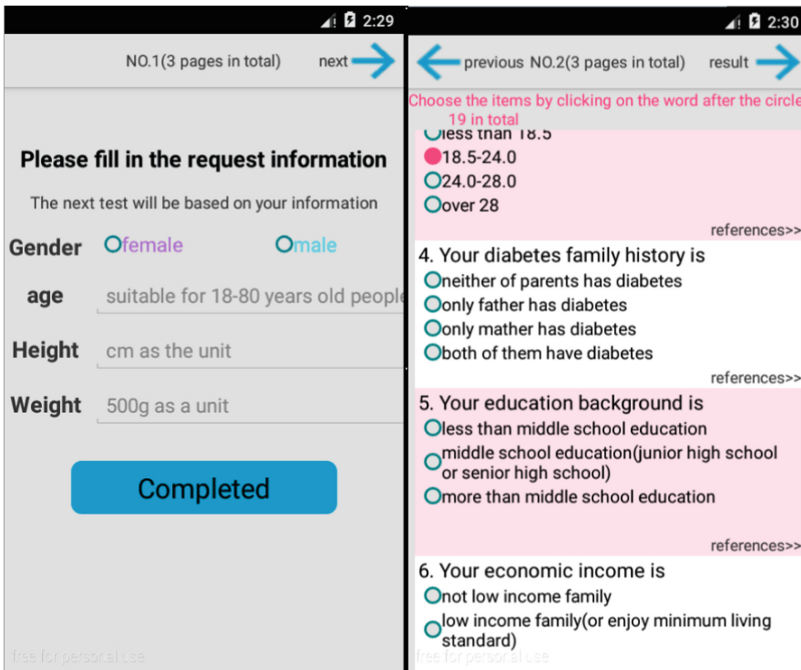 2:29
NO.1(3 pages in total) next
Please fill in the request information
The next test will be based on your information
Gender female male
age suitable for 18-80 years old people
Height cm as the unit
Weight 500g as a unit
Completed
free for personal use
2:30
previous NO.2(3 pages in total) result
Choose the items by clicking on the word after the circle
19 in total
less than 18.5
18.5-24.0
24.0-28.0
over 28
references>>
4. Your diabetes family history is
neither of parents has diabetes
only father has diabetes
only mather has diabetes
both of them have diabetes
references>>
5. Your education background is
less than middle school education
middle school education(junior high school
or senior high school)
more than middle school education
references>>
6. Your economic income is
not low income family
low income family(or enjoy minimum living
standard)
free for personal use